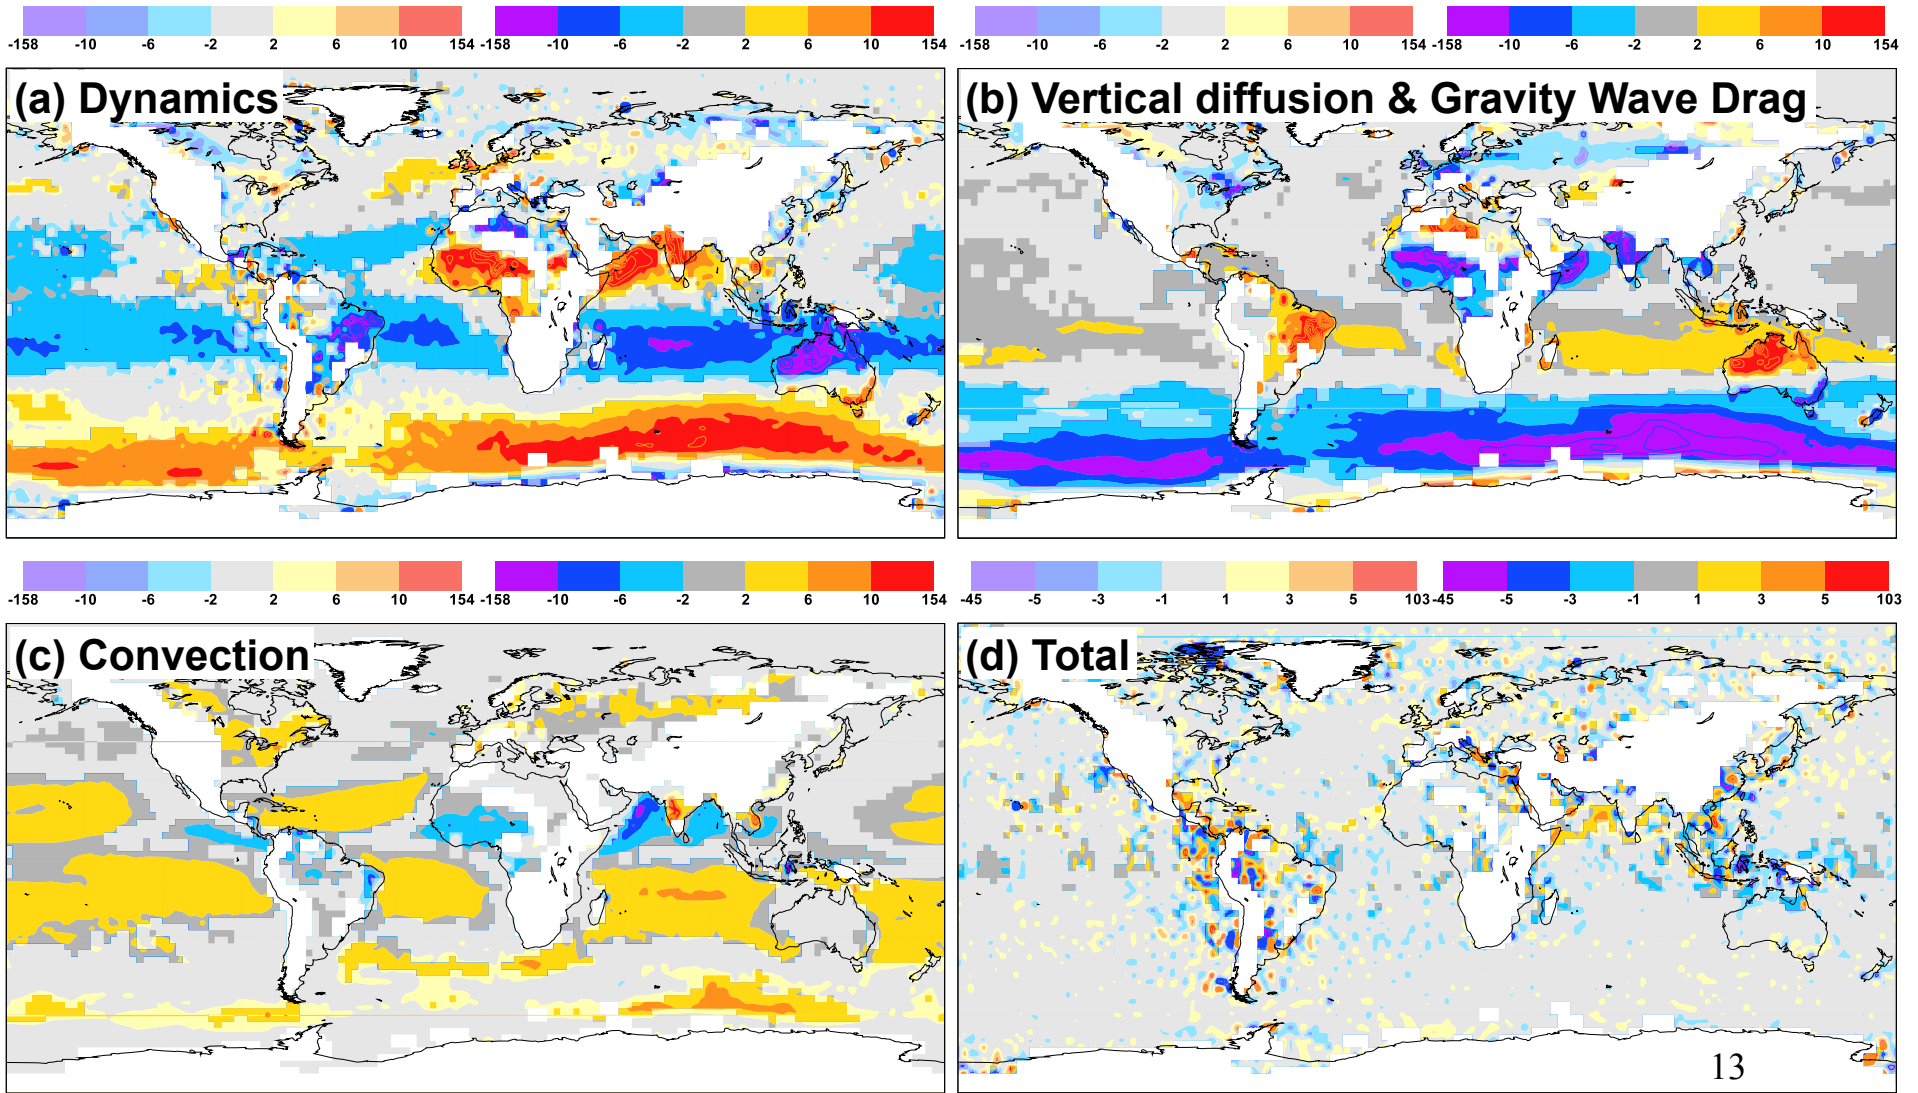 -158 -10 -6 -2 2 6 10 154 -158 -10 -6 -2 2 6 10 154
-158 -10 -6 -2 2 6 10 154 -158 -10 -6 -2 2 6 10 154
(a) Dynamics
(b) Vertical diffusion & Gravity Wave Drag
-158 -10 -6 -2 2 6 10 154 -158 -10 -6 -2 2 6 10 154
-45 -5 -3 -1 1 3 5 103 -45 -5 -3 -1 1 3 5 103
(c) Convection
(d) Total
13